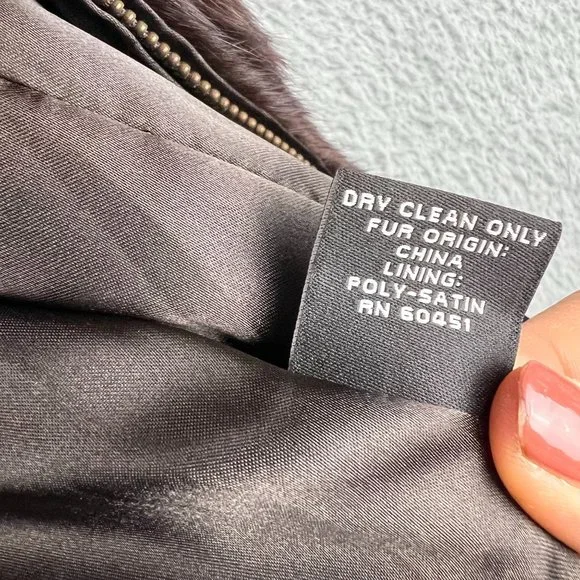 DRY CLEAN ONLY
FUR ORIGIN:
CHINA
LINING:
POLY-SATIN
RN 60451